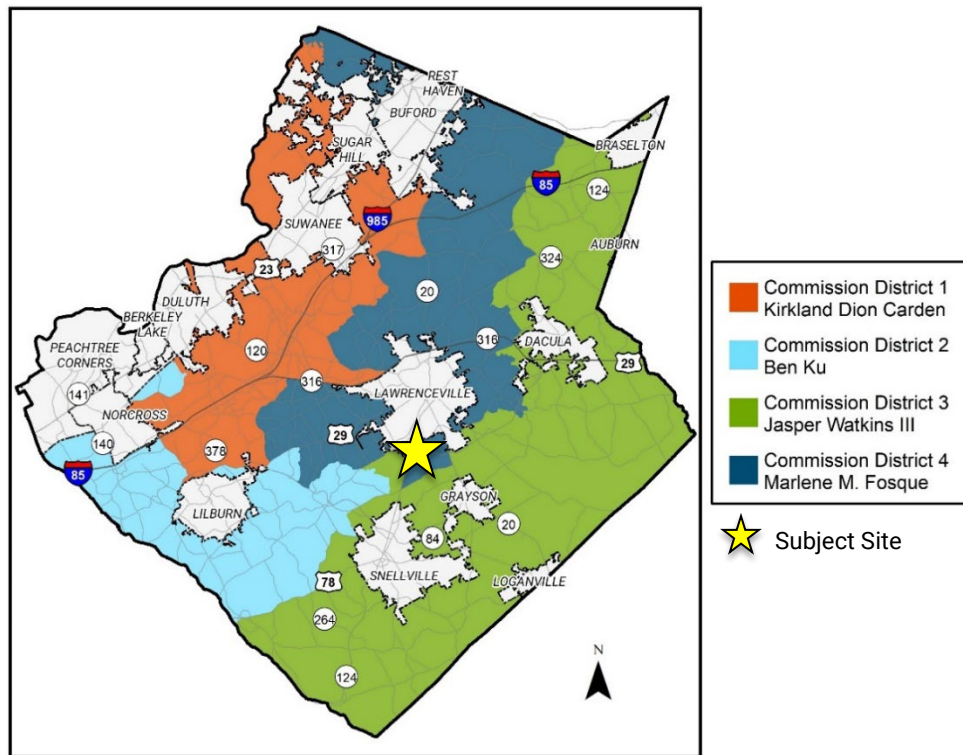 REST
HAVEN
BUFORD
BRASELTON
SUGAR
HILL
85
124
SUWANEE
985
317
AUBURN
324
23
20
DULUTH
BERKELEY
LAKE
PEACHTREE
CORNERS
120
316
DACULA
29
316
141
LAWRENCEVILLE
NORCROSS
29
140
378
85
GRAYSON
LILBURN
20
84
SNELLVILLE
LOGANVILLE
78
264
124
N
Commission District 1
Kirkland Dion Carden
Commission District 2
Ben Ku
Commission District 3
Jasper Watkins III
Commission District 4
Marlene M. Fosque
Subject Site